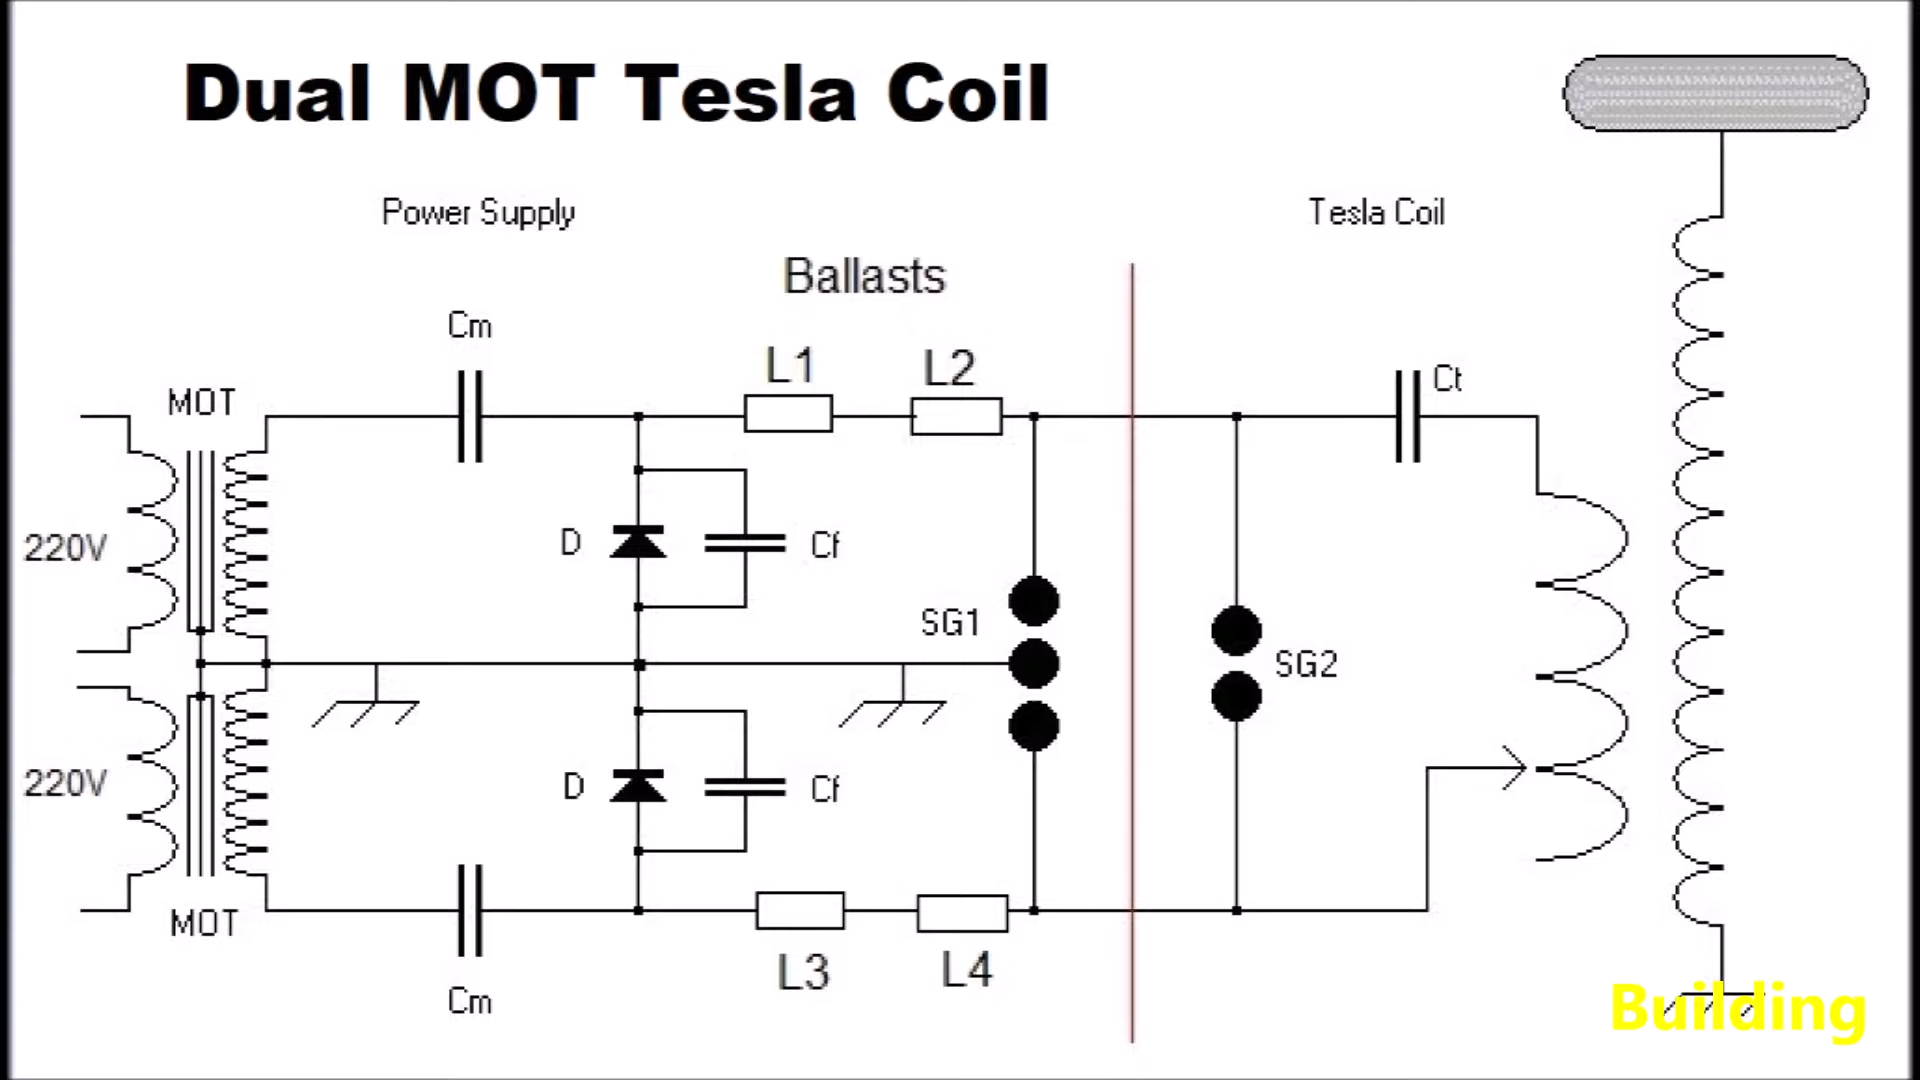 Dual MOT Tesla Coil
Power Supply
Tesla Coil
Ballasts
Cm
L1
L2
Ct
MOT
220V
D
Cf
SG1
SG2
220V
D
Cf
MOT
L3
L4
Cm
Building